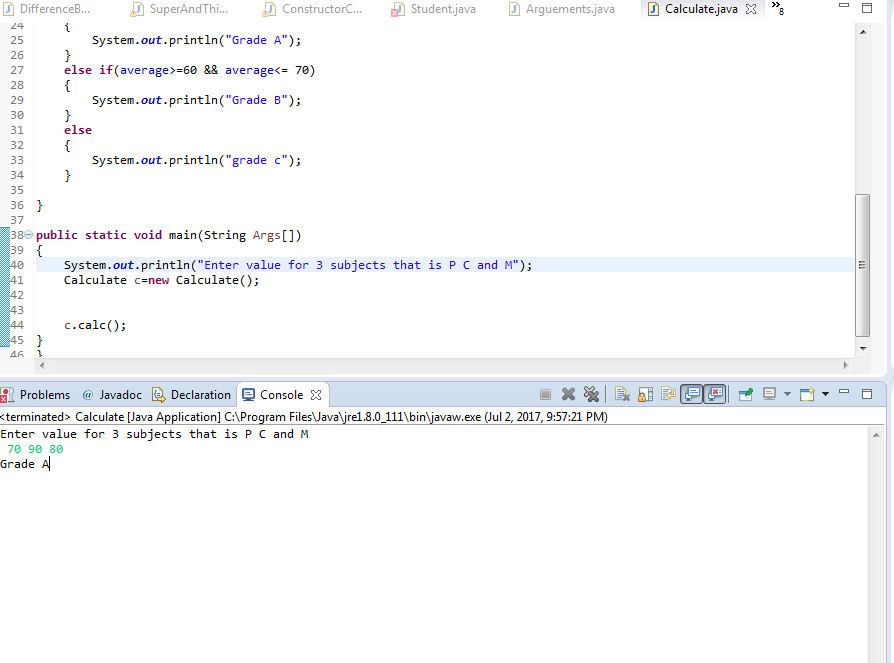 DifferenceB... SuperAndThi... ConstructorC... Student.java Arguements.java Calculate.java »8
24 {
25 System.out.println("Grade A");
26 }
27 else if(average>=60 && average<= 70)
28 {
29 System.out.println("Grade B");
30 }
31 else
32 {
33 System.out.println("grade c");
34 }
35
36 }
37
38 public static void main(String Args[])
39 {
40 System.out.println("Enter value for 3 subjects that is P C and M");
41 Calculate c=new Calculate();
42
43
44 c.calc();
45 }
46 }
Problems @ Javadoc Declaration Console
<terminated> Calculate [Java Application] C:\Program Files\Java\jre1.8.0_111\bin\javaw.exe (Jul 2, 2017, 9:57:21 PM)
Enter value for 3 subjects that is P C and M
70 90 80
Grade A